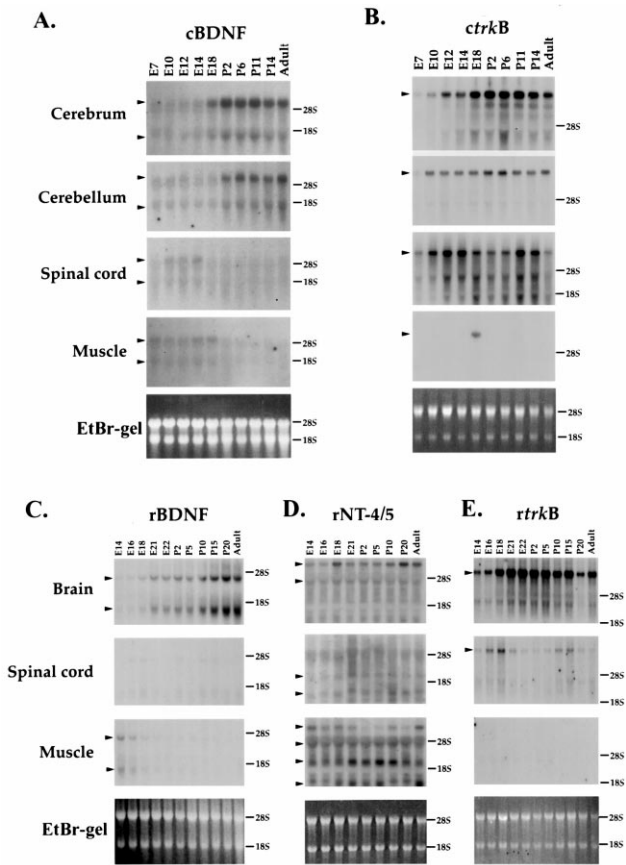 A.
cBDNF
E7 E10 E12 E14 E18 P2 P6 P11 P14 Adult
Cerebrum
28S
18S
Cerebellum
28S
18S
Spinal cord
28S
18S
Muscle
28S
18S
EtBr-gel
28S
18S
B.
ctrkB
E7 E10 E12 E14 E18 P2 P6 P11 P14 Adult
28S
28S
28S
18S
28S
28S
18S
C.
rBDNF
E14 E16 E18 E21 E22 P2 P5 P10 P15 P20 Adult
Brain
28S
18S
Spinal cord
28S
18S
Muscle
28S
18S
EtBr-gel
28S
18S
D.
rNT-4/5
E14 E16 E18 E21 P2 P5 P10 P20 Adult
28S
18S
28S
18S
28S
18S
28S
18S
E.
rtrkB
E14 E16 E18 E21 E22 P2 P5 P10 P15 P20 Adult
28S
18S
28S
18S
28S
18S
28S
18S